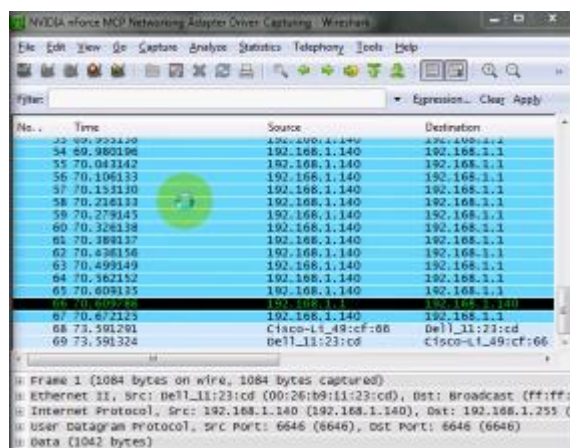 NVIDIA nForce MCP Networking Adapter Driver: Capturing - Wireshark
File Edit View Go Capture Analyze Statistics Telephony Tools Help
Filter: Expression... Clear Apply
No. . Time Source Destination
53 69.955138 192.168.1.140 192.168.1.1
54 69.980196 192.168.1.140 192.168.1.1
55 70.043142 192.168.1.140 192.168.1.1
56 70.106133 192.168.1.140 192.168.1.1
57 70.153130 192.168.1.140 192.168.1.1
58 70.216133 192.168.1.140 192.168.1.1
59 70.279145 192.168.1.140 192.168.1.1
60 70.326138 192.168.1.140 192.168.1.1
61 70.389137 192.168.1.140 192.168.1.1
62 70.436156 192.168.1.140 192.168.1.1
63 70.499149 192.168.1.140 192.168.1.1
64 70.562152 192.168.1.140 192.168.1.1
65 70.609135 192.168.1.140 192.168.1.1
66 70.609786 192.168.1.1 192.168.1.140
67 70.672125 192.168.1.140 192.168.1.1
68 73.591291 Cisco-Li_49:cf:66 Dell_11:23:cd
69 73.591324 Dell_11:23:cd Cisco-Li_49:cf:66
Frame 1 (1084 bytes on wire, 1084 bytes captured)
Ethernet II, Src: Dell_11:23:cd (00:26:b9:11:23:cd), Dst: Broadcast (ff:ff:
Internet Protocol, Src: 192.168.1.140 (192.168.1.140), Dst: 192.168.1.255 (
User Datagram Protocol, Src Port: 6646 (6646), Dst Port: 6646 (6646)
Data (1042 bytes)